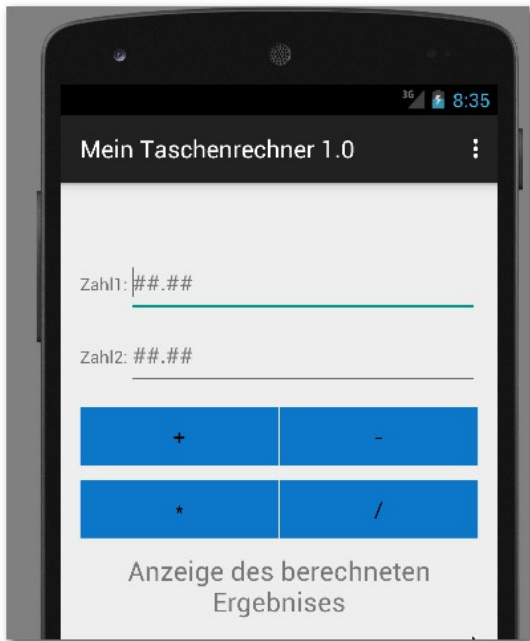 3G 8:35
Mein Taschenrechner 1.0
Zahl1: ##.##
Zahl2: ##.##
+ -
* /
Anzeige des berechneten
Ergebnises